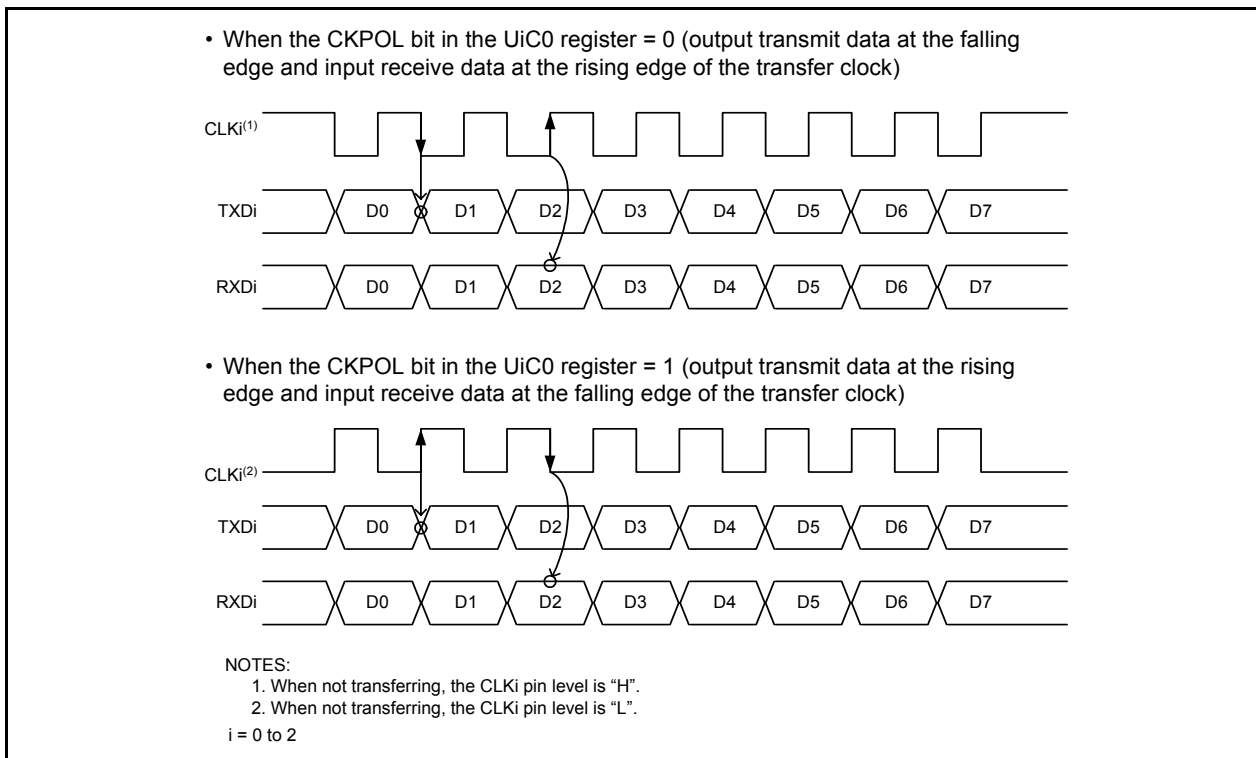 • When the CKPOL bit in the UiC0 register = 0 (output transmit data at the falling
edge and input receive data at the rising edge of the transfer clock)
CLKi(1)
TXDi D0 D1 D2 D3 D4 D5 D6 D7
RXDi D0 D1 D2 D3 D4 D5 D6 D7
• When the CKPOL bit in the UiC0 register = 1 (output transmit data at the rising
edge and input receive data at the falling edge of the transfer clock)
CLKi(2)
TXDi D0 D1 D2 D3 D4 D5 D6 D7
RXDi D0 D1 D2 D3 D4 D5 D6 D7
NOTES:
1. When not transferring, the CLKi pin level is “H”.
2. When not transferring, the CLKi pin level is “L”.
i = 0 to 2